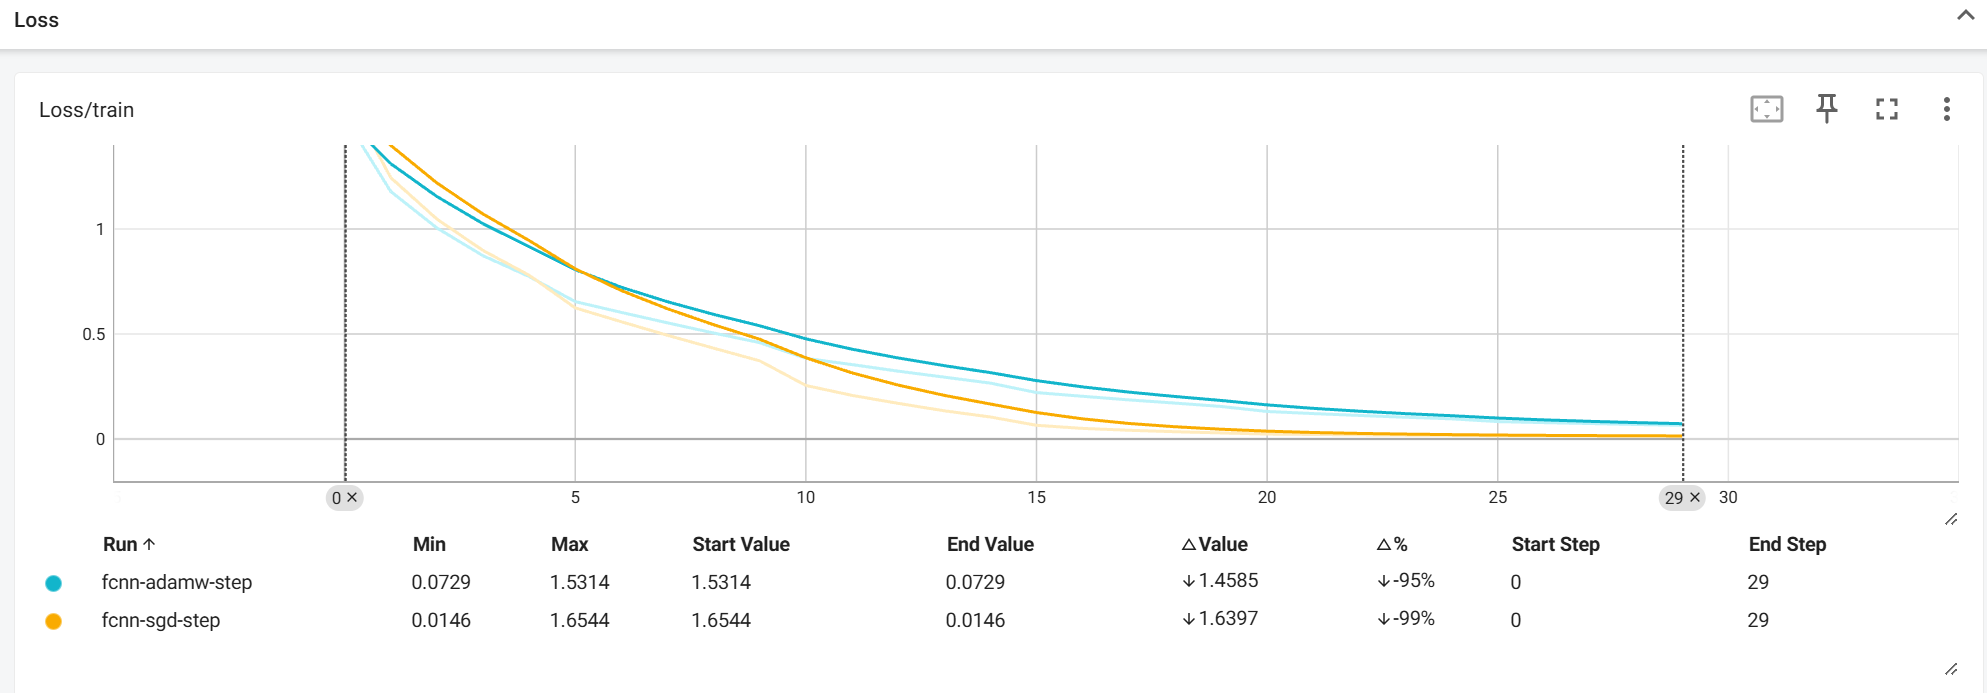 Loss
Loss/train
1
0.5
0
0 × 5 10 15 20 25 29 × 30
Run ↑ Min Max Start Value End Value △Value △% Start Step End Step
fcnn-adamw-step 0.0729 1.5314 1.5314 0.0729 ↓1.4585 ↓-95% 0 29
fcnn-sgd-step 0.0146 1.6544 1.6544 0.0146 ↓1.6397 ↓-99% 0 29